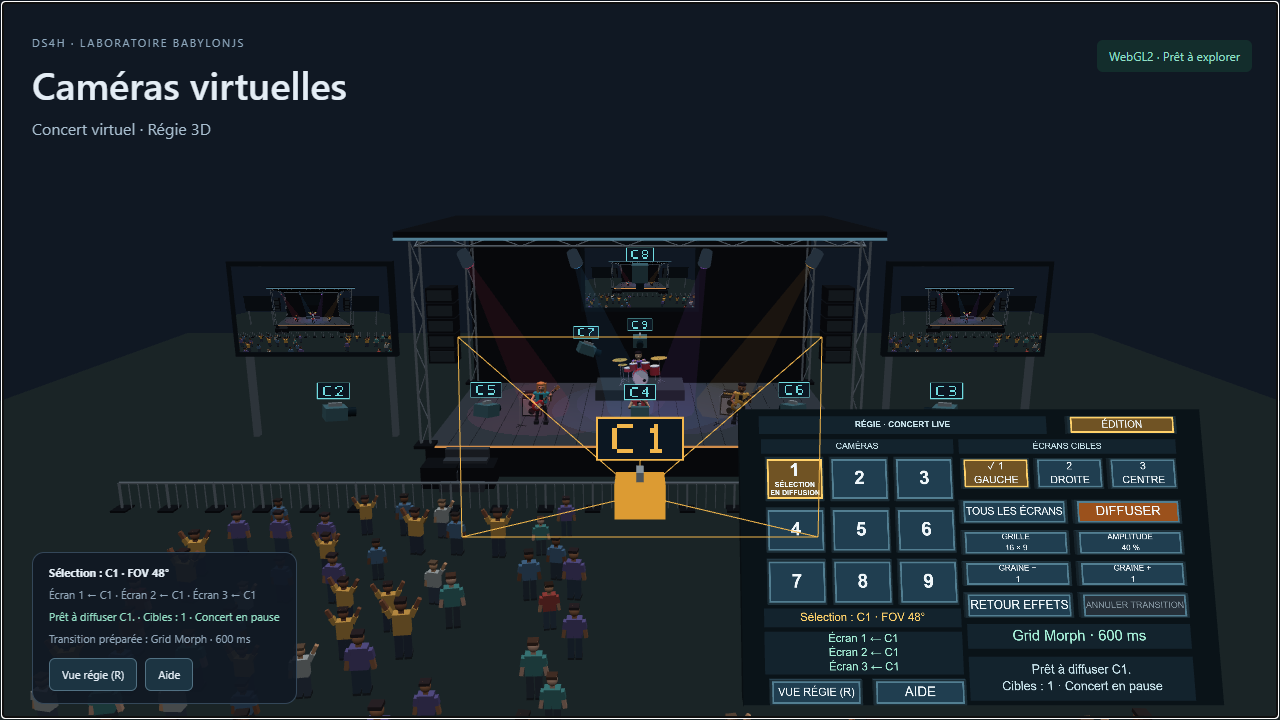 DS4H · LABORATOIRE BABYLONJS
Caméras virtuelles
Concert virtuel · Régie 3D
WebGL2 · Prêt à explorer
C8
C7
C9
C2
C5
C4
C6
C3
C1
RÉGIE · CONCERT LIVE
ÉDITION
CAMÉRAS
ÉCRANS CIBLES
1
SÉLECTION
EN DIFFUSION
2
3
✓ 1
GAUCHE
2
DROITE
3
CENTRE
TOUS LES ÉCRANS
DIFFUSER
4
5
6
GRILLE
16 × 9
AMPLITUDE
40 %
GRAINE −
1
GRAINE +
1
7
8
9
RETOUR EFFETS
ANNULER TRANSITION
Sélection : C1 · FOV 48°
Grid Morph · 600 ms
Écran 1 ← C1
Écran 2 ← C1
Écran 3 ← C1
Prêt à diffuser C1.
Cibles : 1 · Concert en pause
VUE RÉGIE (R)
AIDE
Sélection : C1 · FOV 48°
Écran 1 ← C1 · Écran 2 ← C1 · Écran 3 ← C1
Prêt à diffuser C1. · Cibles : 1 · Concert en pause
Transition préparée : Grid Morph · 600 ms
Vue régie (R)
Aide